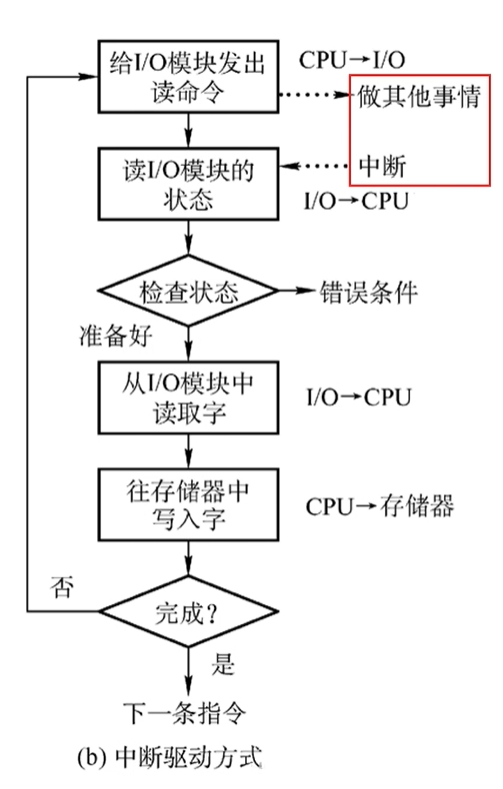 给I/O模块发出
读命令
CPU→I/O
做其他事情
中断
读I/O模块的
状态
I/O→CPU
检查状态
错误条件
准备好
从I/O模块中
读取字
I/O→CPU
往存储器中
写入字
CPU→存储器
否
完成?
是
下一条指令
(b) 中断驱动方式